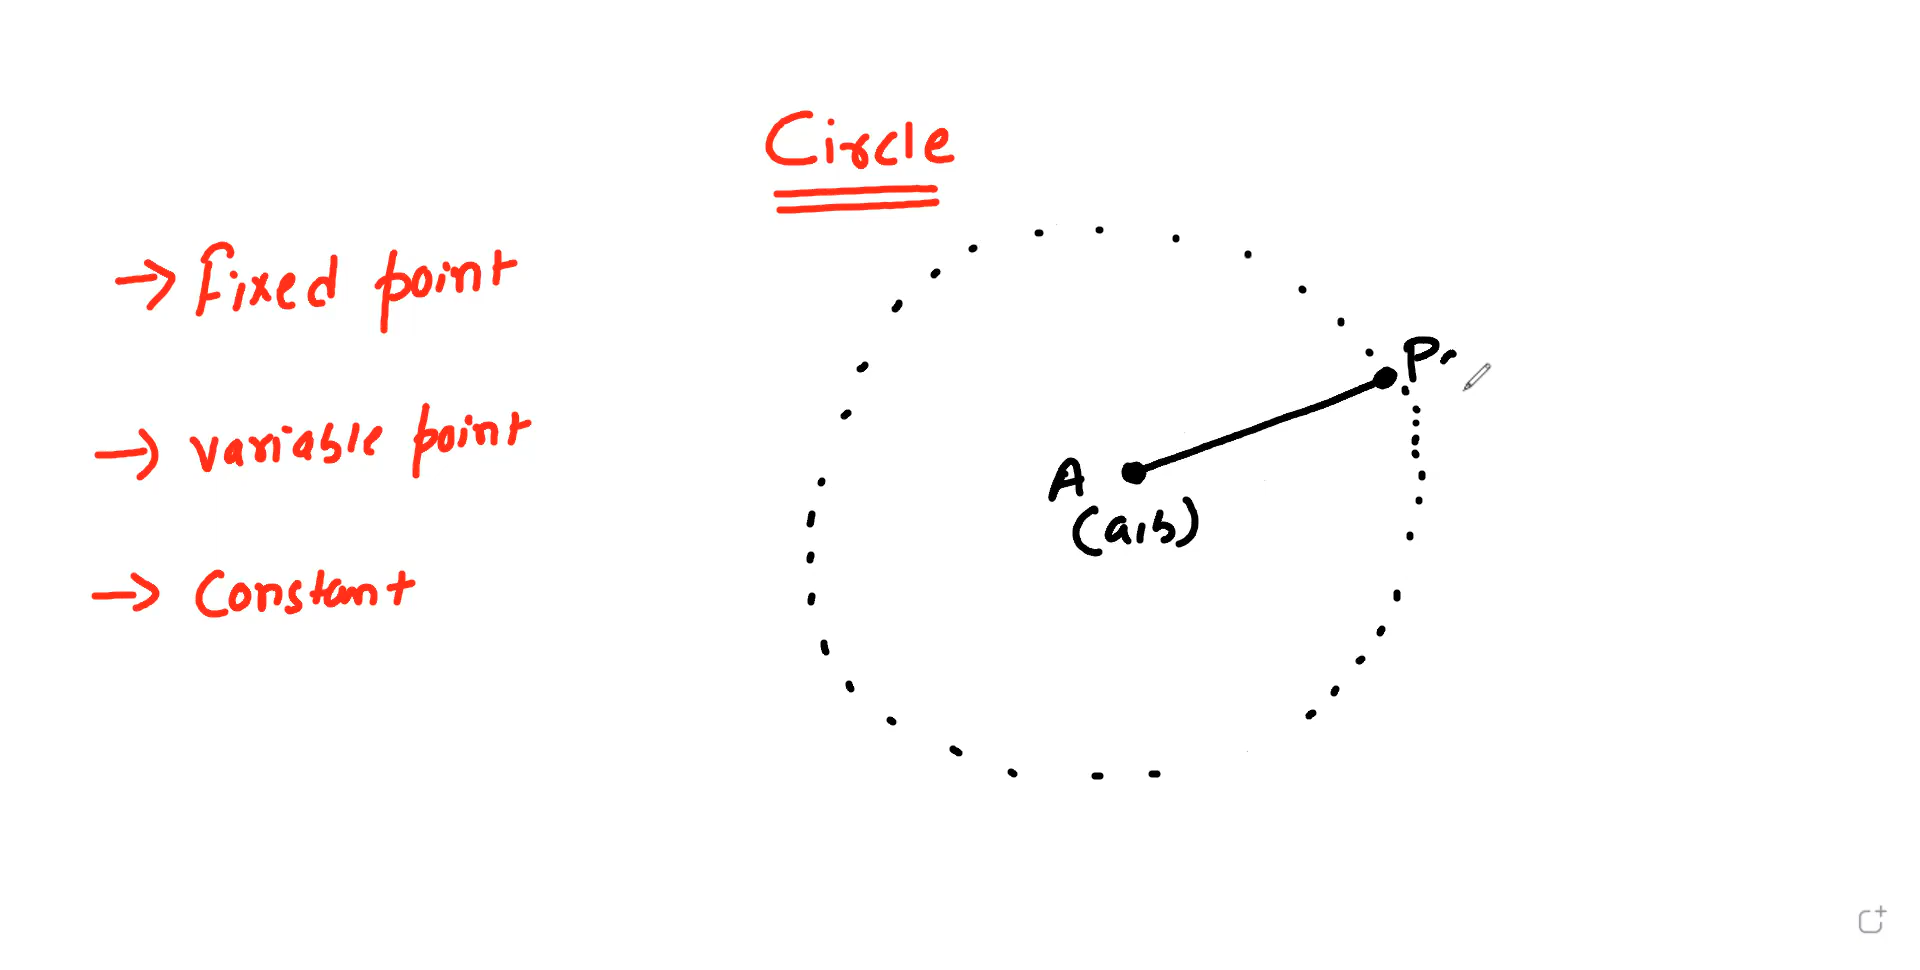 Circle
→ fixed point
→ variable point
→ Constant
P
A
(a,b)